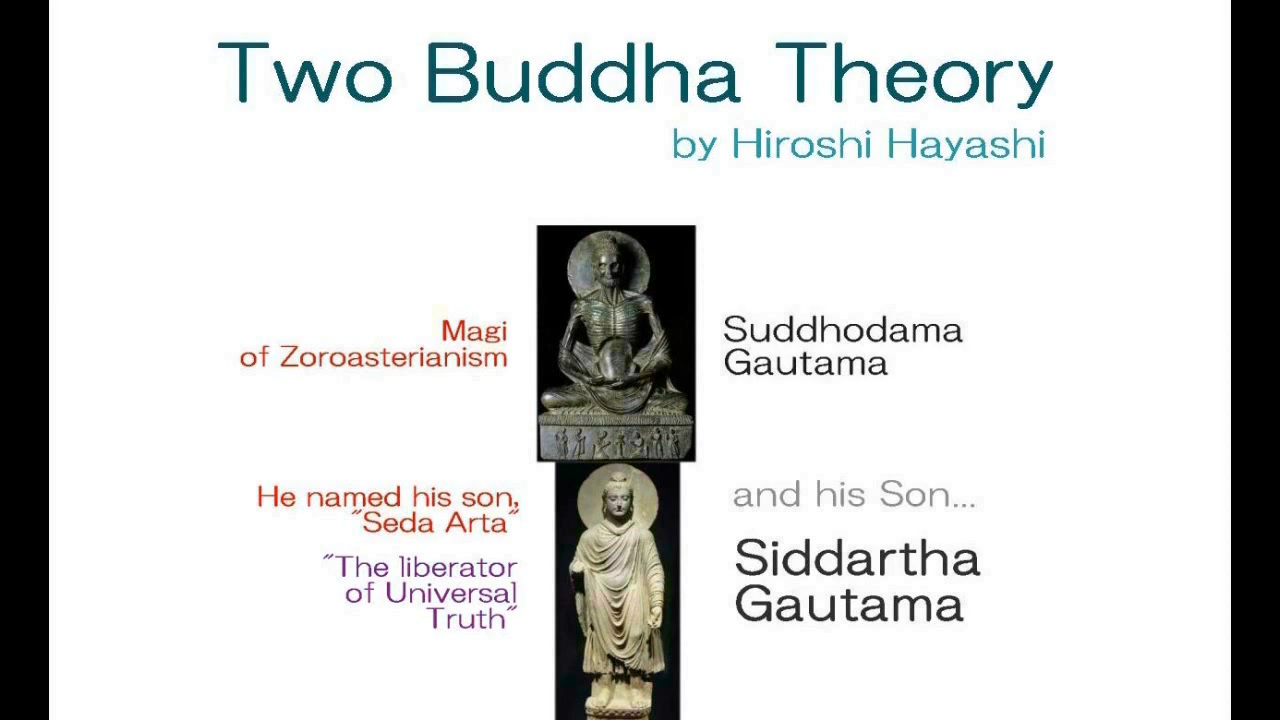 Two Buddha Theory
by Hiroshi Hayashi
Magi
of Zoroasterianism
Suddhodama
Gautama
He named his son,
"Seda Arta"
"The liberator
of Universal
Truth"
and his Son...
Siddartha
Gautama